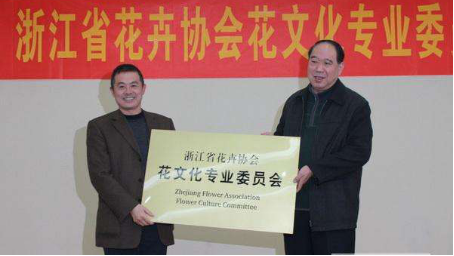 浙江省花卉协会花文化专业委
浙江省花卉协会
花文化专业委员会
Zhejiang Flower Association
Flower Culture Committee